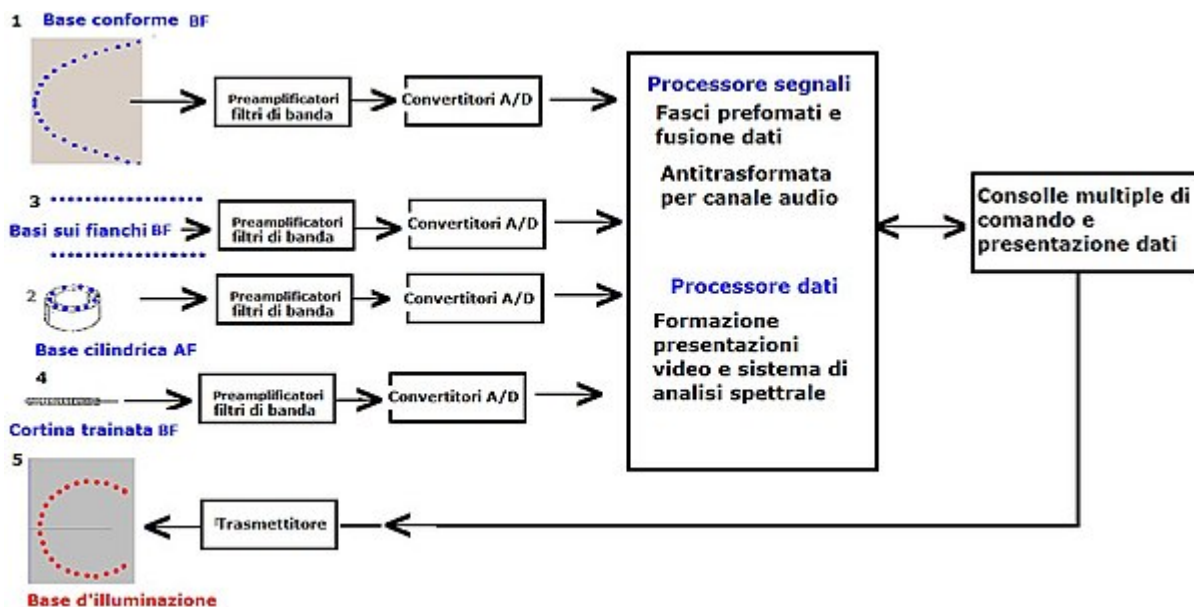 1 Base conforme BF
Preamplificatori
filtri di banda
Convertitori A/D
3
Basi sui fianchi BF
Preamplificatori
filtri di banda
Convertitori A/D
2
Base cilindrica AF
Preamplificatori
filtri di banda
Convertitori A/D
4
Cortina trainata BF
Preamplificatori
filtri di banda
Convertitori A/D
5
Base d'illuminazione
Trasmettitore
Processore segnali
Fasci prefomati e
fusione dati
Antitrasformata
per canale audio
Processore dati
Formazione
presentazioni
video e sistema di
analisi spettrale
Consolle multiple di
comando e
presentazione dati